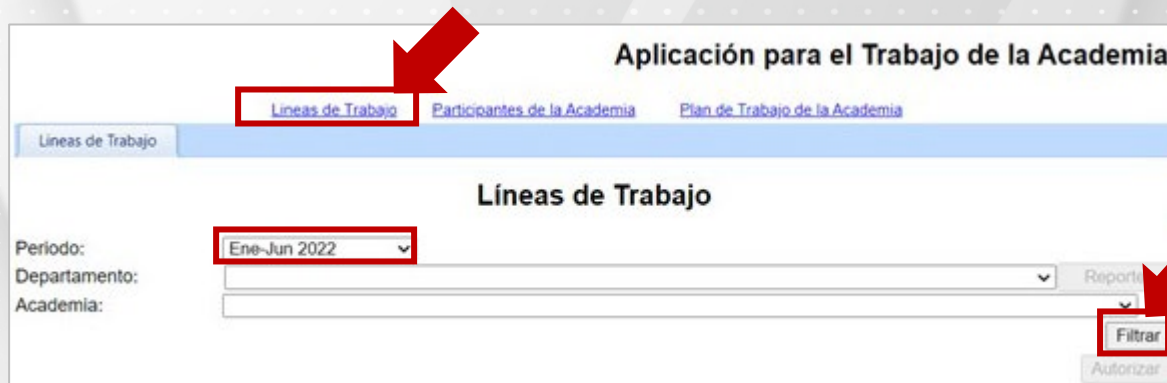 Aplicación para el Trabajo de la Academia
Lineas de Trabajo Participantes de la Academia Plan de Trabajo de la Academia
Lineas de Trabajo
Líneas de Trabajo
Periodo: Ene-Jun 2022
Departamento: Reporte
Academia:
Filtrar
Autorizar